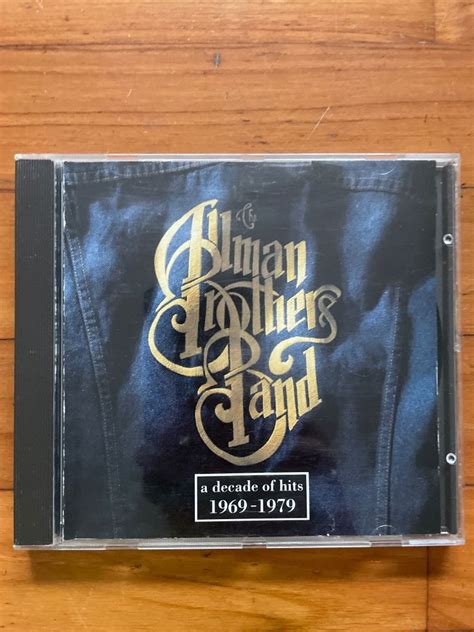 The
Allman
Brothers
Band
a decade of hits
1969-1979